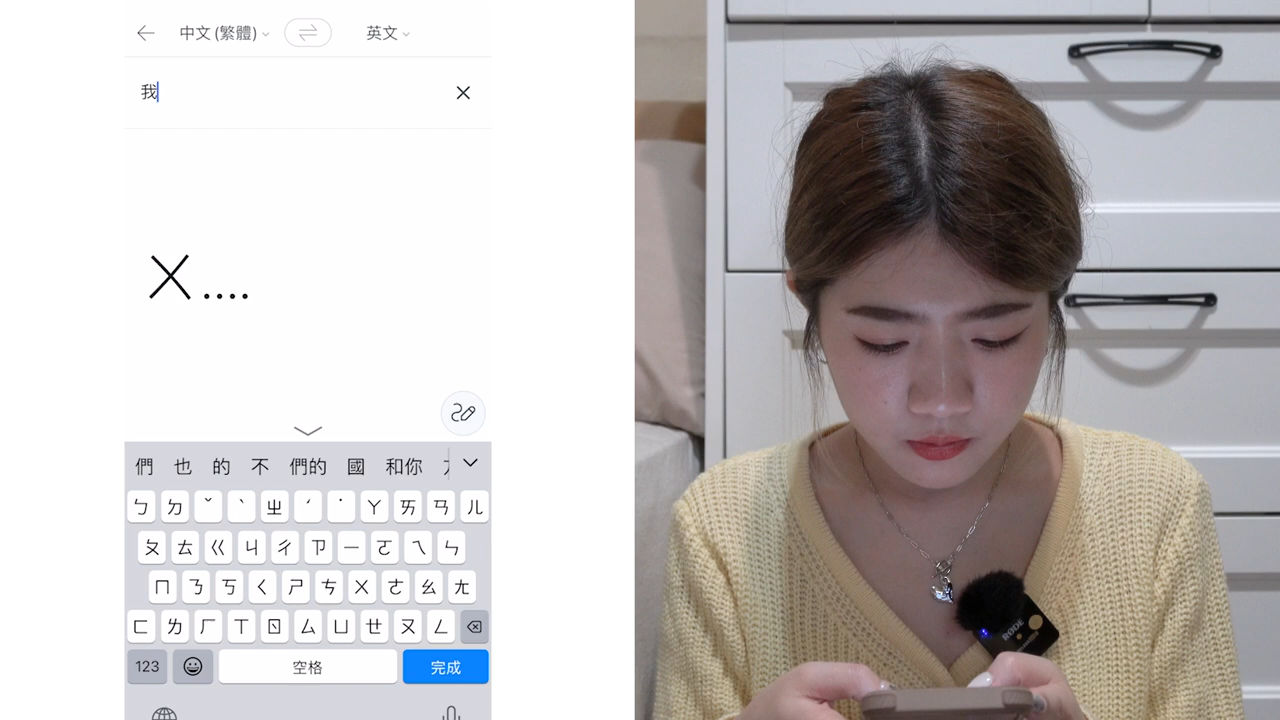 中文 (繁體) 英文
我
ㄨ....
們 也 的 不 們的 國 和你
ㄅ ㄉ ˇ ˋ ㄓ ˊ ˙ ㄚ ㄞ ㄢ ㄦ
ㄆ ㄊ ㄍ ㄐ ㄔ ㄗ ㄧ ㄛ ㄟ ㄣ
ㄇ ㄋ ㄎ ㄑ ㄕ ㄘ ㄨ ㄜ ㄠ ㄤ
ㄈ ㄌ ㄏ ㄒ ㄖ ㄙ ㄩ ㄝ ㄡ ㄥ
123 空格 完成
RØDE